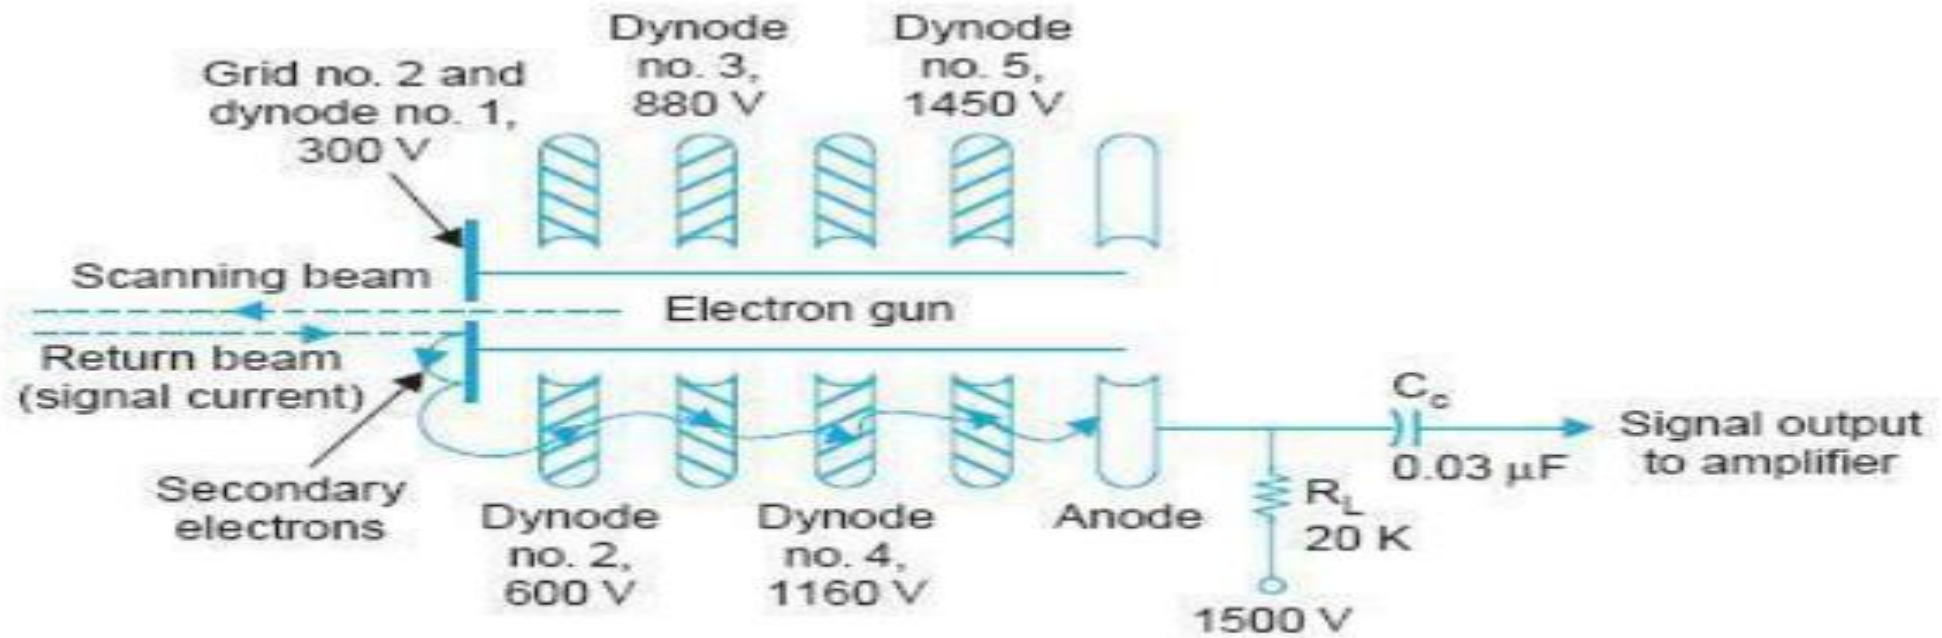 Dynode
no. 3,
880 V
Dynode
no. 5,
1450 V
Grid no. 2 and
dynode no. 1,
300 V
Scanning beam
Electron gun
Return beam
(signal current)
Secondary
electrons
Dynode
no. 2,
600 V
Dynode
no. 4,
1160 V
Anode
C_c
0.03 µF
Signal output
to amplifier
R_L
20 K
1500 V